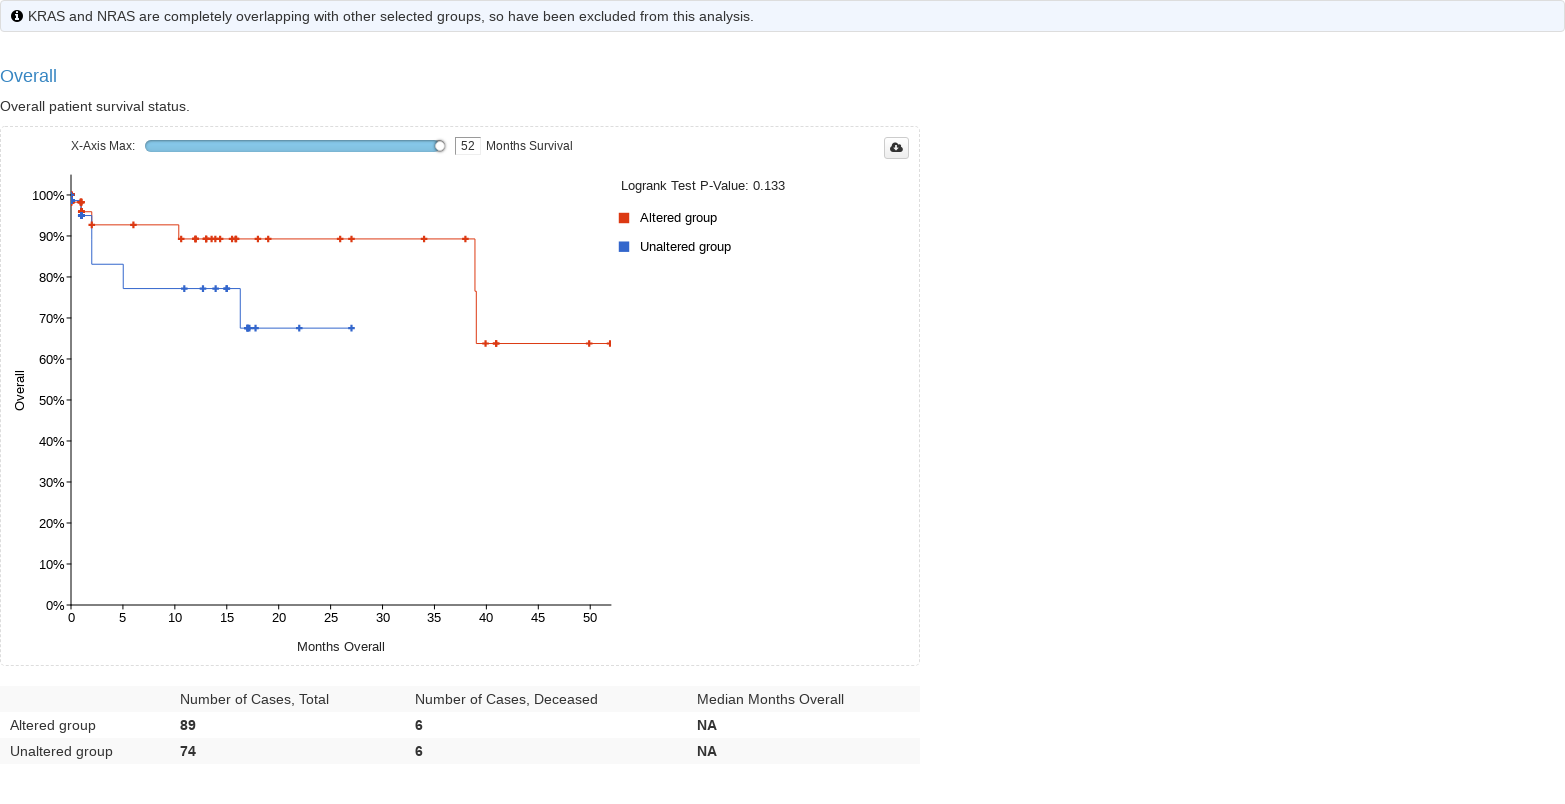 KRAS and NRAS are completely overlapping with other selected groups, so have been excluded from this analysis.
Overall
Overall patient survival status.
X-Axis Max: 52 Months Survival
Logrank Test P-Value: 0.133
Altered group
Unaltered group
100%
90%
80%
70%
60%
50%
40%
30%
20%
10%
0%
Overall
0 5 10 15 20 25 30 35 40 45 50
Months Overall
Number of Cases, Total Number of Cases, Deceased Median Months Overall
Altered group 89 6 NA
Unaltered group 74 6 NA